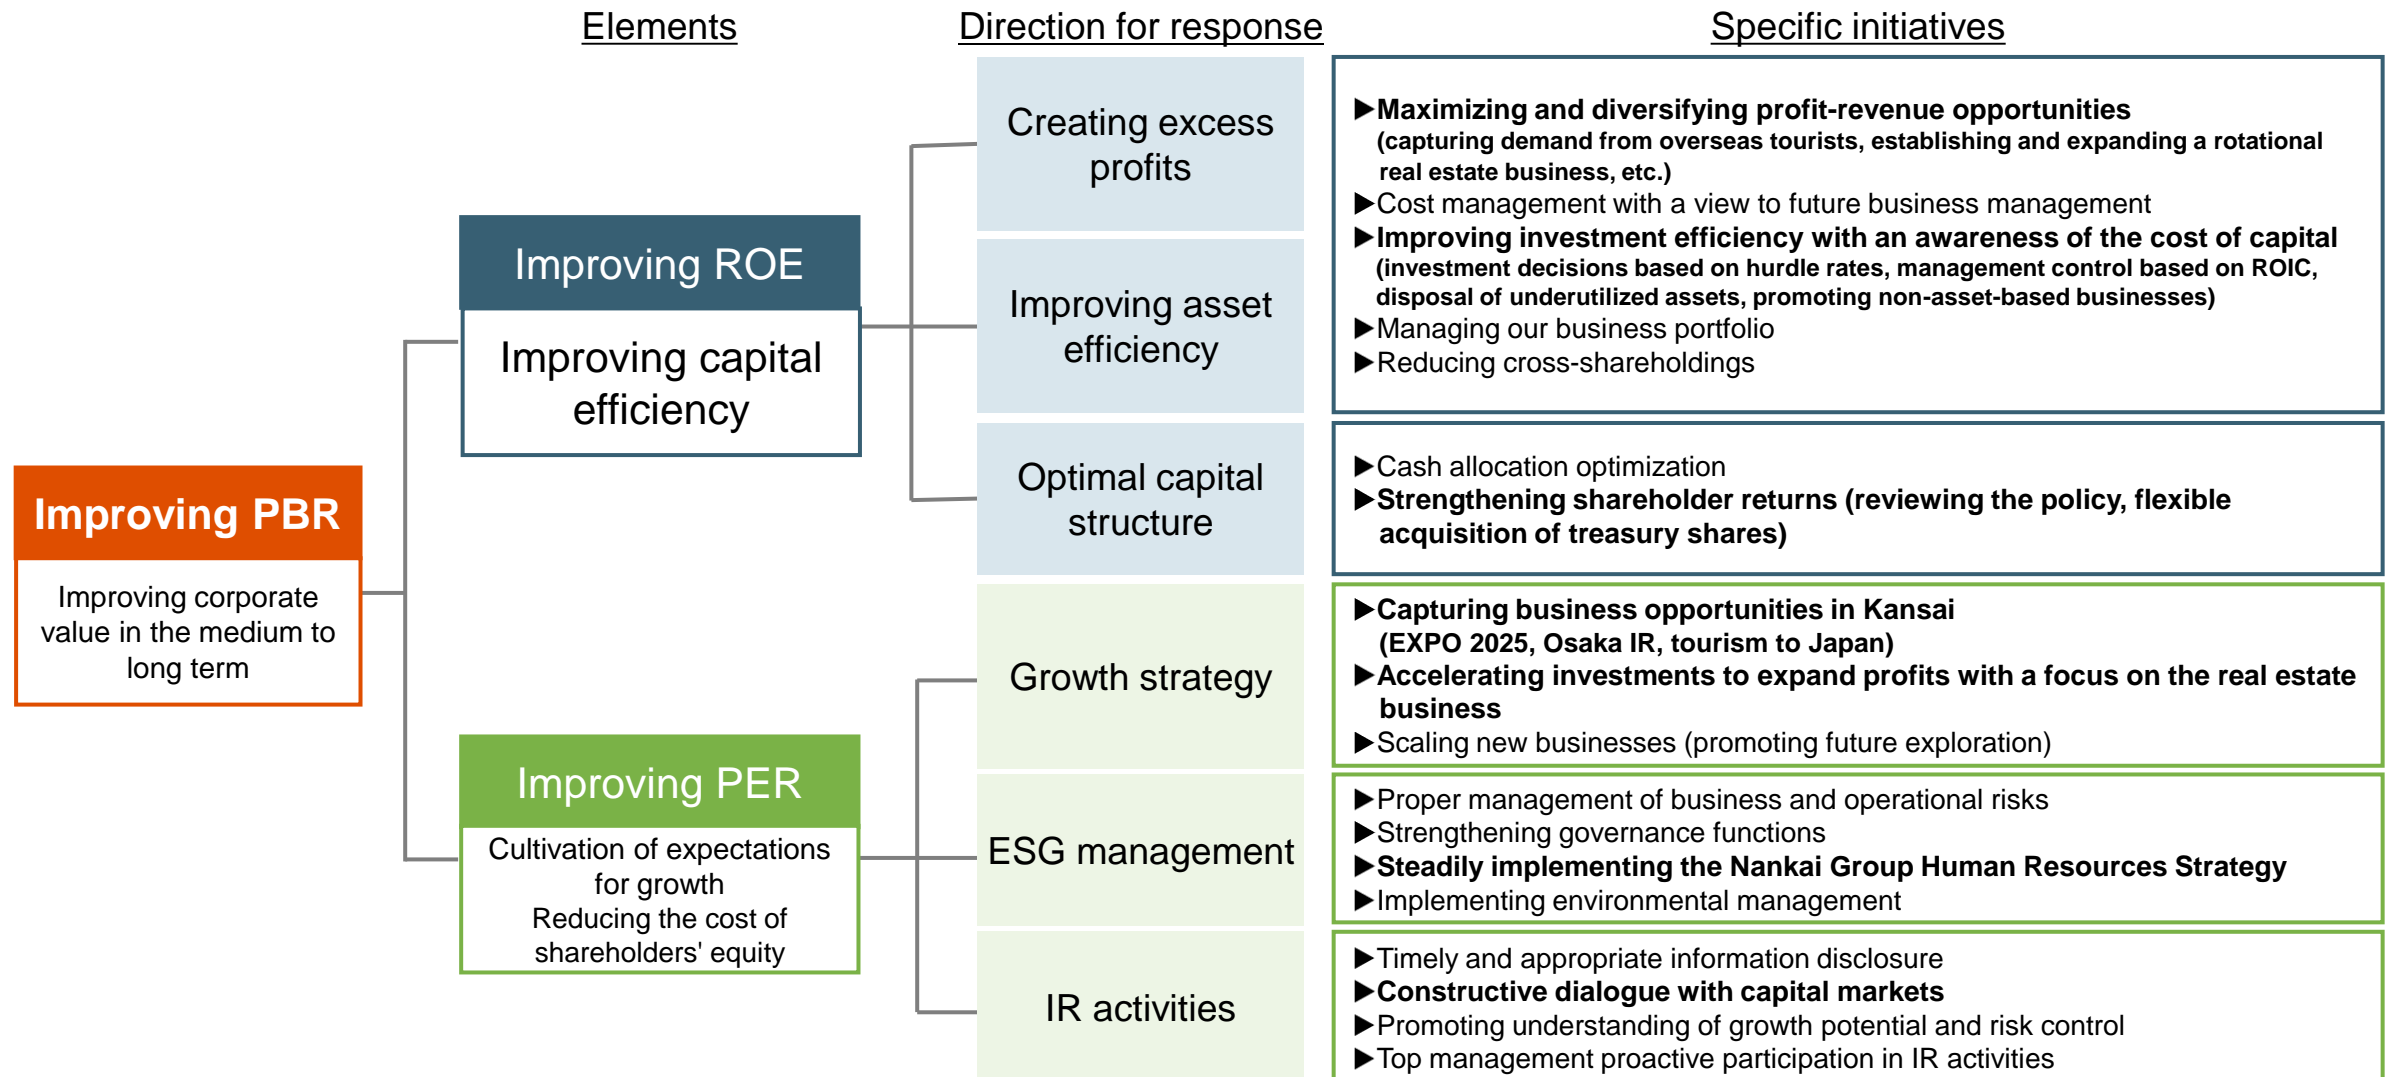 Elements
Direction for response
Specific initiatives
Improving PBR
Improving corporate
value in the medium to
long term
Improving ROE
Improving capital
efficiency
Creating excess
profits
Improving asset
efficiency
▶Maximizing and diversifying profit-revenue opportunities
(capturing demand from overseas tourists, establishing and expanding a rotational
real estate business, etc.)
▶Cost management with a view to future business management
▶Improving investment efficiency with an awareness of the cost of capital
(investment decisions based on hurdle rates, management control based on ROIC,
disposal of underutilized assets, promoting non-asset-based businesses)
▶Managing our business portfolio
▶Reducing cross-shareholdings
Optimal capital
structure
▶Cash allocation optimization
▶Strengthening shareholder returns (reviewing the policy, flexible
acquisition of treasury shares)
Improving PER
Cultivation of expectations
for growth
Reducing the cost of
shareholders' equity
Growth strategy
▶Capturing business opportunities in Kansai
(EXPO 2025, Osaka IR, tourism to Japan)
▶Accelerating investments to expand profits with a focus on the real estate
business
▶Scaling new businesses (promoting future exploration)
ESG management
▶Proper management of business and operational risks
▶Strengthening governance functions
▶Steadily implementing the Nankai Group Human Resources Strategy
▶Implementing environmental management
IR activities
▶Timely and appropriate information disclosure
▶Constructive dialogue with capital markets
▶Promoting understanding of growth potential and risk control
▶Top management proactive participation in IR activities